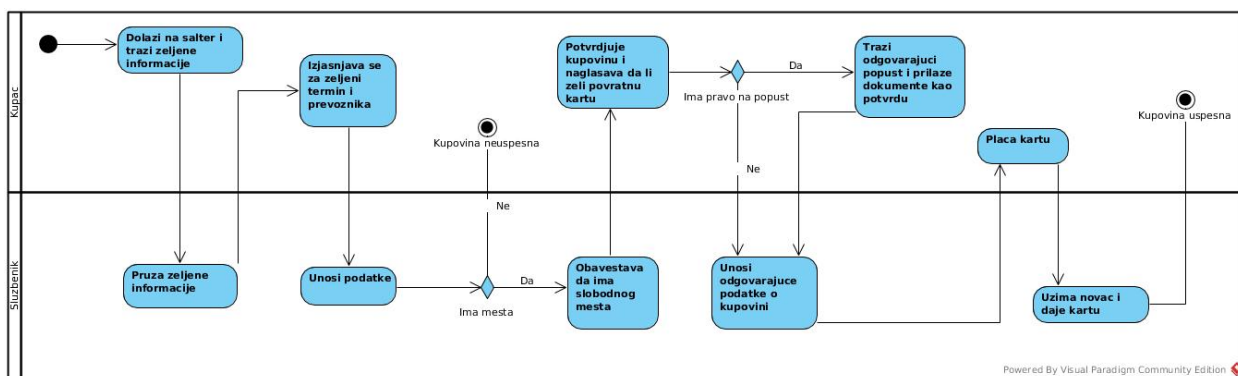 Kupac
Dolazi na salter i
trazi zeljene
informacije
Izjasnjava se
za zeljeni
termin i
prevoznika
Kupovina neuspesna
Ne
Potvrdjuje
kupovinu i
naglasava da li
zeli povratnu
kartu
Ima pravo na popust
Da
Ne
Trazi
odgovarajuci
popust i prilaze
dokumente kao
potvrdu
Placa kartu
Kupovina uspesna
Sluzbenik
Pruza zeljene
informacije
Unosi podatke
Ima mesta
Da
Obavestava
da ima
slobodnog
mesta
Unosi
odgovarajuce
podatke o
kupovini
Uzima novac i
daje kartu
Powered By Visual Paradigm Community Edition